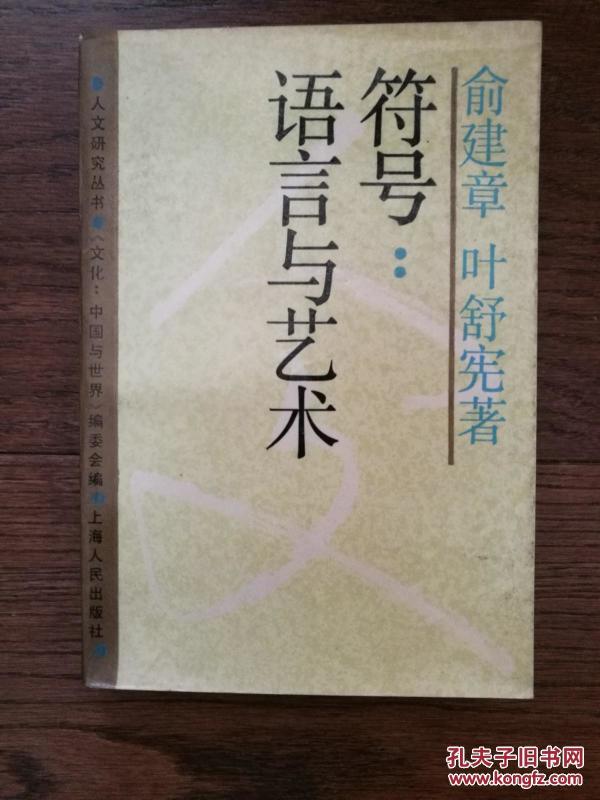 俞建章 叶舒宪著
符号:
语言与艺术
人文研究丛书《文化:中国与世界》编委会编 上海人民出版社
孔夫子旧书网
www.kongfz.com